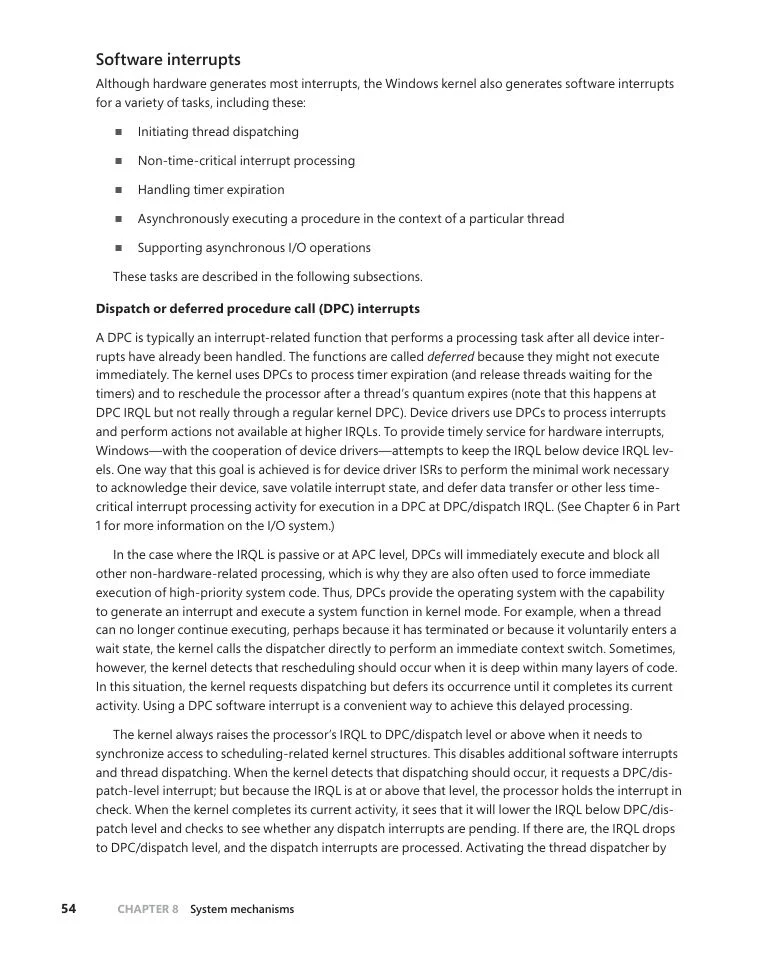 Software interrupts
Although hardware generates most interrupts, the Windows kernel also generates software interrupts
for a variety of tasks, including these:
■ Initiating thread dispatching
■ Non-time-critical interrupt processing
■ Handling timer expiration
■ Asynchronously executing a procedure in the context of a particular thread
■ Supporting asynchronous I/O operations
These tasks are described in the following subsections.
Dispatch or deferred procedure call (DPC) interrupts
A DPC is typically an interrupt-related function that performs a processing task after all device inter-
rupts have already been handled. The functions are called deferred because they might not execute
immediately. The kernel uses DPCs to process timer expiration (and release threads waiting for the
timers) and to reschedule the processor after a thread's quantum expires (note that this happens at
DPC IRQL but not really through a regular kernel DPC). Device drivers use DPCs to process interrupts
and perform actions not available at higher IRQLs. To provide timely service for hardware interrupts,
Windows—with the cooperation of device drivers—attempts to keep the IRQL below device IRQL lev-
els. One way that this goal is achieved is for device driver ISRs to perform the minimal work necessary
to acknowledge their device, save volatile interrupt state, and defer data transfer or other less time-
critical interrupt processing activity for execution in a DPC at DPC/dispatch IRQL. (See Chapter 6 in Part
1 for more information on the I/O system.)
In the case where the IRQL is passive or at APC level, DPCs will immediately execute and block all
other non-hardware-related processing, which is why they are also often used to force immediate
execution of high-priority system code. Thus, DPCs provide the operating system with the capability
to generate an interrupt and execute a system function in kernel mode. For example, when a thread
can no longer continue executing, perhaps because it has terminated or because it voluntarily enters a
wait state, the kernel calls the dispatcher directly to perform an immediate context switch. Sometimes,
however, the kernel detects that rescheduling should occur when it is deep within many layers of code.
In this situation, the kernel requests dispatching but defers its occurrence until it completes its current
activity. Using a DPC software interrupt is a convenient way to achieve this delayed processing.
The kernel always raises the processor's IRQL to DPC/dispatch level or above when it needs to
synchronize access to scheduling-related kernel structures. This disables additional software interrupts
and thread dispatching. When the kernel detects that dispatching should occur, it requests a DPC/dis-
patch-level interrupt; but because the IRQL is at or above that level, the processor holds the interrupt in
check. When the kernel completes its current activity, it sees that it will lower the IRQL below DPC/dis-
patch level and checks to see whether any dispatch interrupts are pending. If there are, the IRQL drops
to DPC/dispatch level, and the dispatch interrupts are processed. Activating the thread dispatcher by
54 CHAPTER 8 System mechanisms